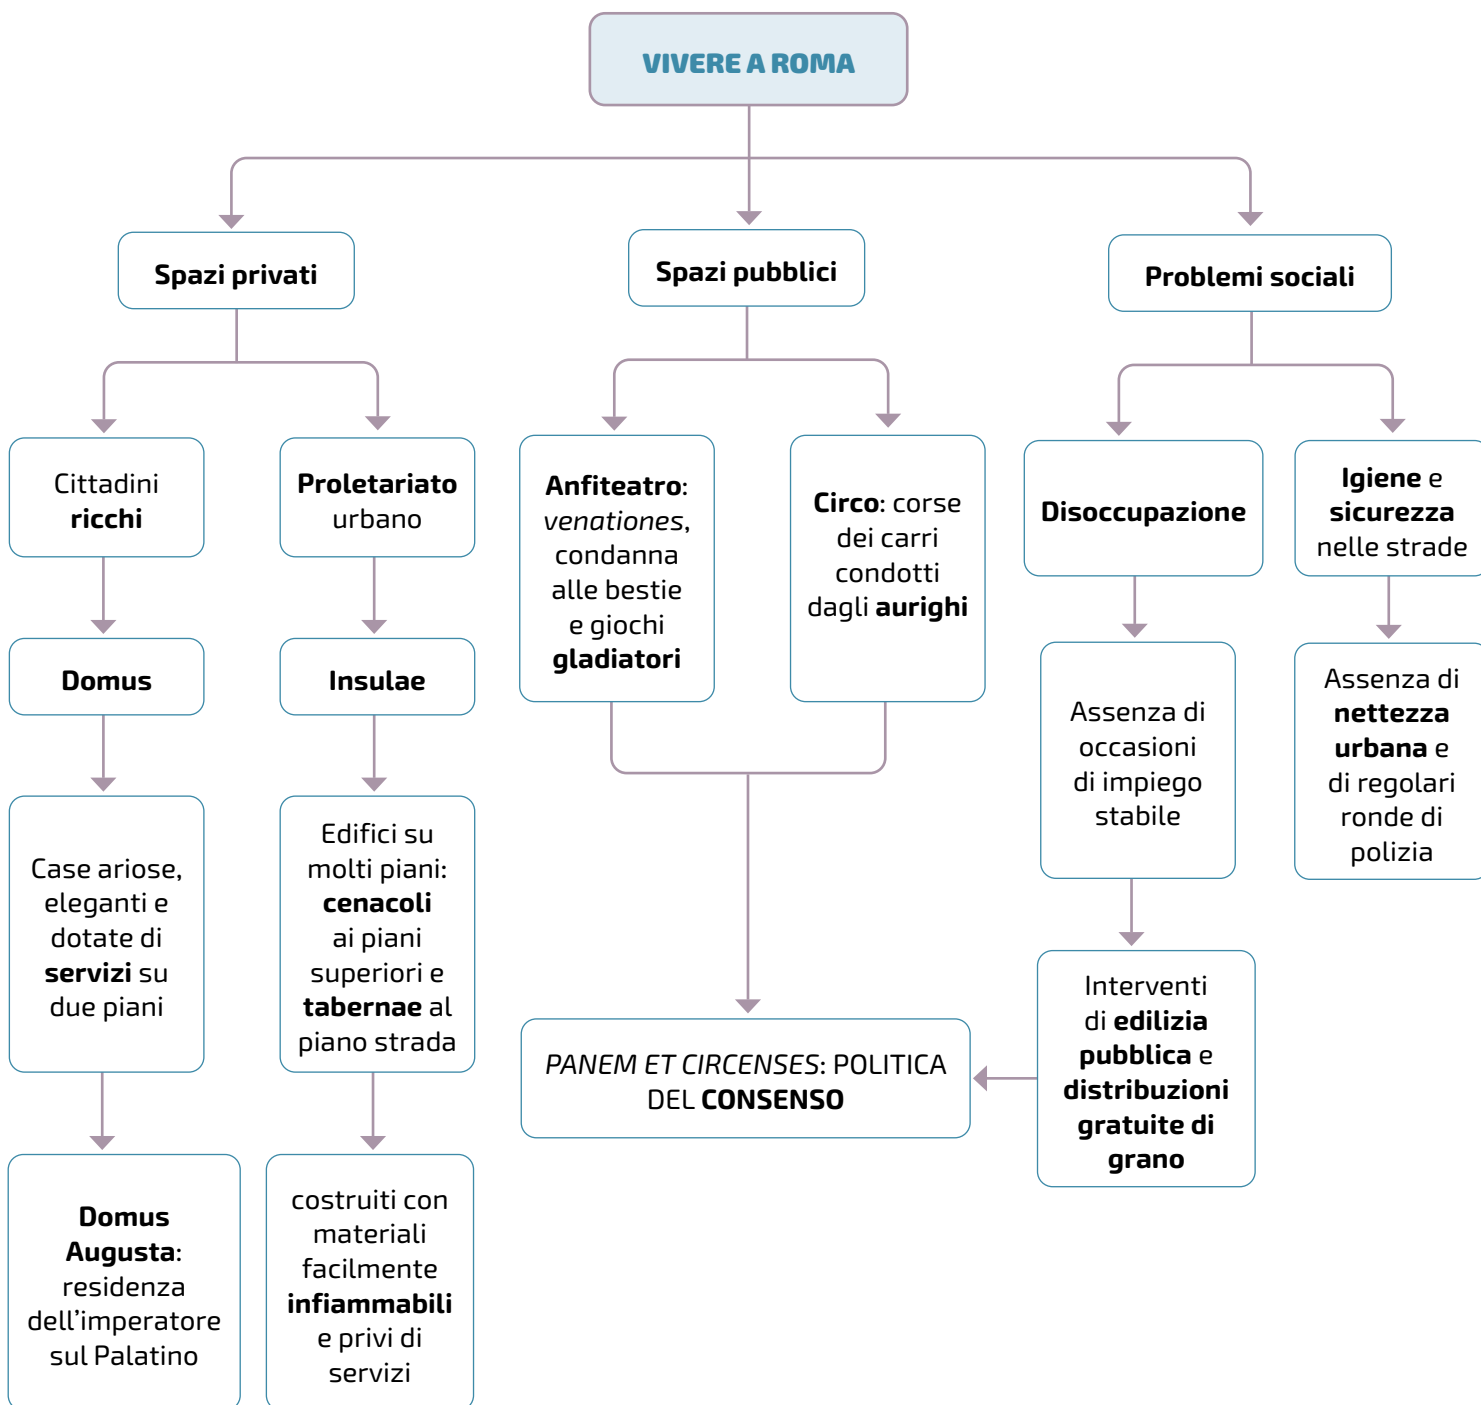 VIVERE A ROMA
Spazi privati
Spazi pubblici
Problemi sociali
Cittadini
ricchi
Proletariato
urbano
Anfiteatro:
venationes,
condanna
alle bestie
e giochi
gladiatori
Circo: corse
dei carri
condotti
dagli aurighi
Disoccupazione
Igiene e
sicurezza
nelle strade
Domus
Insulae
Assenza di
occasioni
di impiego
stabile
Assenza di
nettezza
urbana e
di regolari
ronde di
polizia
Case ariose,
eleganti e
dotate di
servizi su
due piani
Edifici su
molti piani:
cenacoli
ai piani
superiori e
tabernae al
piano strada
PANEM ET CIRCENSES: POLITICA
DEL CONSENSO
Interventi
di edilizia
pubblica e
distribuzioni
gratuite di
grano
Domus
Augusta:
residenza
dell'imperatore
sul Palatino
costruiti con
materiali
facilmente
infiammabili
e privi di
servizi